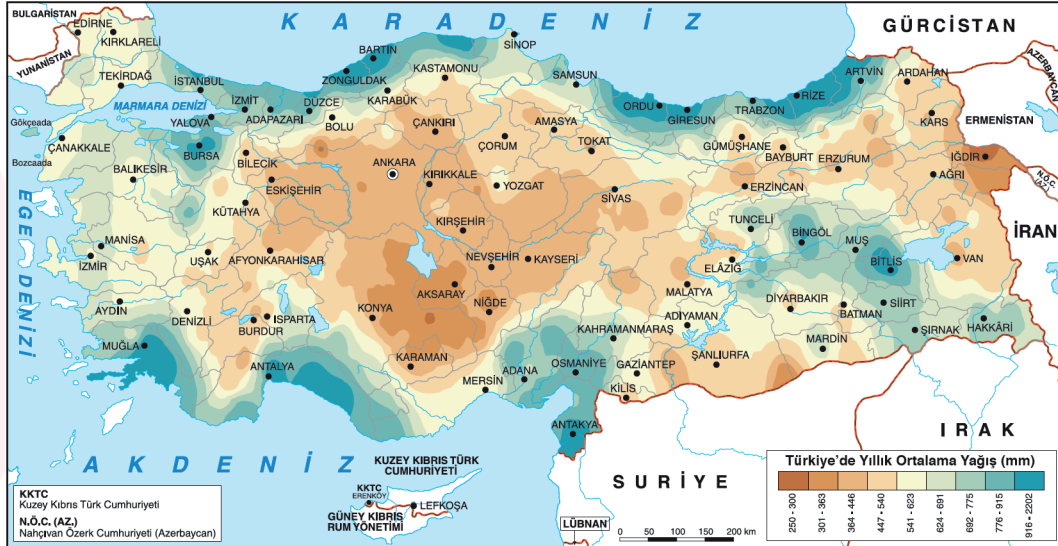 KARADENİZ
BULGARİSTAN
YUNANİSTAN
GÜRCİSTAN
AZERBAYCAN
ERMENİSTAN
N.Ö.C.
(AZ.)
İRAN
EDİRNE
KIRKLARELİ
TEKİRDAĞ
İSTANBUL
MARMARA DENİZİ
Gökçeada
Bozcaada
ÇANAKKALE
YALOVA
İZMİT
ADAPAZARI
DÜZCE
BOLU
ZONGULDAK
BARTIN
KARABÜK
KASTAMONU
SİNOP
SAMSUN
ORDU
GİRESUN
TRABZON
RİZE
ARTVİN
ARDAHAN
KARS
IĞDIR
AĞRI
BURSA
BİLECİK
BALIKESİR
ESKİŞEHİR
KÜTAHYA
ANKARA
ÇANKIRI
ÇORUM
AMASYA
TOKAT
KIRIKKALE
YOZGAT
SİVAS
GÜMÜŞHANE
BAYBURT
ERZURUM
ERZİNCAN
TUNCELİ
BİNGÖL
MUŞ
BİTLİS
VAN
EGE DENİZİ
MANİSA
İZMİR
UŞAK
AFYONKARAHİSAR
KIRŞEHİR
NEVŞEHİR
KAYSERİ
AKSARAY
NİĞDE
KONYA
ELÂZIĞ
MALATYA
DİYARBAKIR
BATMAN
SİİRT
ŞIRNAK
HAKKÂRİ
MARDİN
ADIYAMAN
ŞANLIURFA
KAHRAMANMARAŞ
GAZİANTEP
KİLİS
OSMANİYE
ADANA
MERSİN
KARAMAN
ANTAKYA
AYDIN
DENİZLİ
BURDUR
ISPARTA
MUĞLA
ANTALYA
AKDENİZ
KUZEY KIBRIS TÜRK
CUMHURİYETİ
KKTC
ERENKÖY
LEFKOŞA
GÜNEY KIBRIS
RUM YÖNETİMİ
SURİYE
IRAK
LÜBNAN
0 50 100 150 200 km
KKTC
Kuzey Kıbrıs Türk Cumhuriyeti
N.Ö.C. (AZ.)
Nahçıvan Özerk Cumhuriyeti (Azerbaycan)
Türkiye’de Yıllık Ortalama Yağış (mm)
250 - 300
301 - 363
364 - 446
447 - 540
541 - 623
624 - 691
692 - 775
776 - 915
916 - 2202